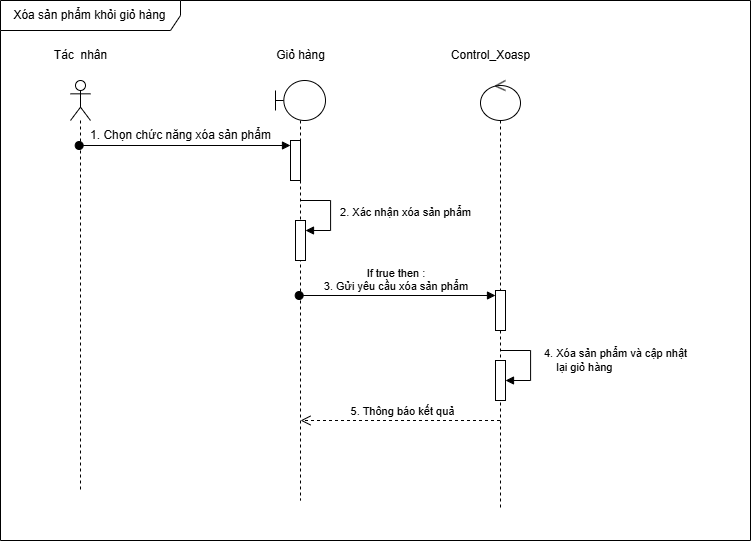 Xóa sản phẩm khỏi giỏ hàng
Tác nhân
Giỏ hàng
Control_Xoasp
1. Chọn chức năng xóa sản phẩm
2. Xác nhận xóa sản phẩm
If true then :
3. Gửi yêu cầu xóa sản phẩm
4. Xóa sản phẩm và cập nhật
lại giỏ hàng
5. Thông báo kết quả